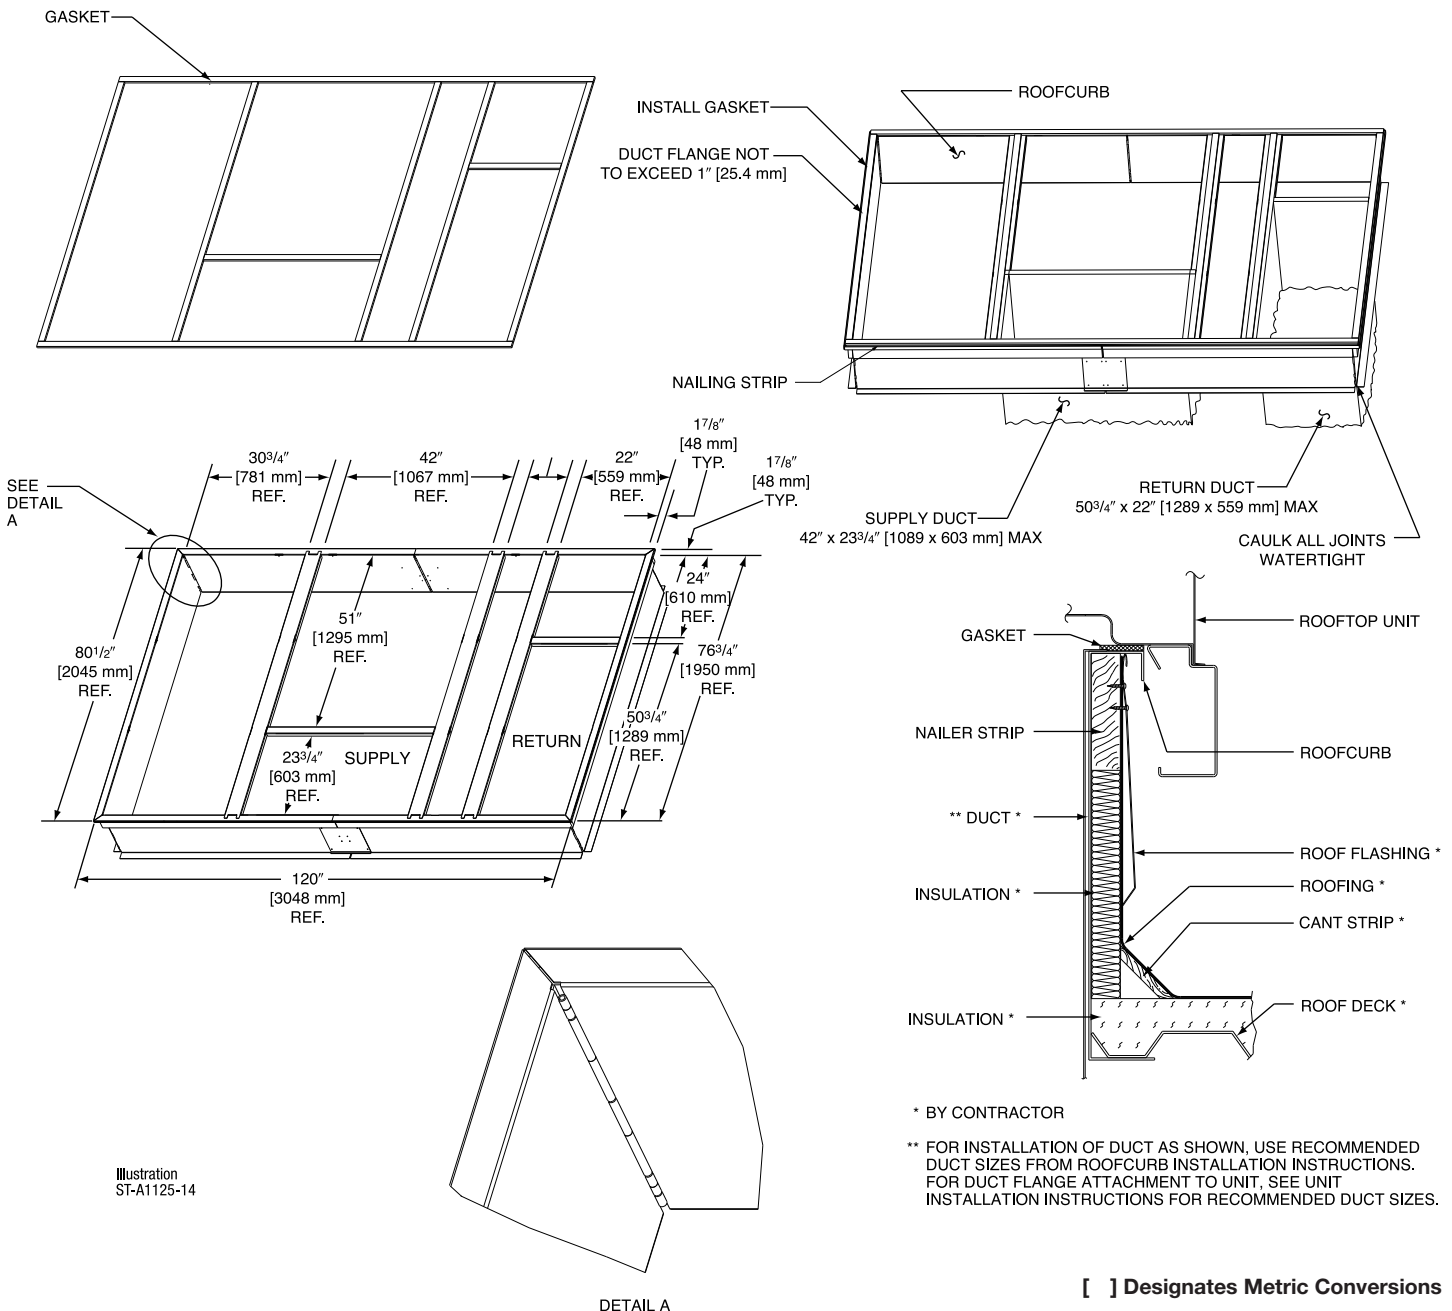 GASKET
INSTALL GASKET
DUCT FLANGE NOT
TO EXCEED 1" [25.4 mm]
ROOFCURB
NAILING STRIP
SUPPLY DUCT
42" x 233/4" [1089 x 603 mm] MAX
RETURN DUCT
503/4" x 22" [1289 x 559 mm] MAX
CAULK ALL JOINTS
WATERTIGHT
SEE
DETAIL
A
303/4"
[781 mm]
REF.
42"
[1067 mm]
REF.
22"
[559 mm]
REF.
17/8"
[48 mm]
TYP.
17/8"
[48 mm]
TYP.
24"
[610 mm]
REF.
51"
[1295 mm]
REF.
801/2"
[2045 mm]
REF.
763/4"
[1950 mm]
REF.
503/4"
[1289 mm]
REF.
233/4"
[603 mm]
REF.
SUPPLY
RETURN
120"
[3048 mm]
REF.
GASKET
ROOFTOP UNIT
NAILER STRIP
ROOFCURB
** DUCT *
ROOF FLASHING *
INSULATION *
ROOFING *
CANT STRIP *
INSULATION *
ROOF DECK *
* BY CONTRACTOR
** FOR INSTALLATION OF DUCT AS SHOWN, USE RECOMMENDED
DUCT SIZES FROM ROOFCURB INSTALLATION INSTRUCTIONS.
FOR DUCT FLANGE ATTACHMENT TO UNIT, SEE UNIT
INSTALLATION INSTRUCTIONS FOR RECOMMENDED DUCT SIZES.
Illustration
ST-A1125-14
DETAIL A
[ ] Designates Metric Conversions